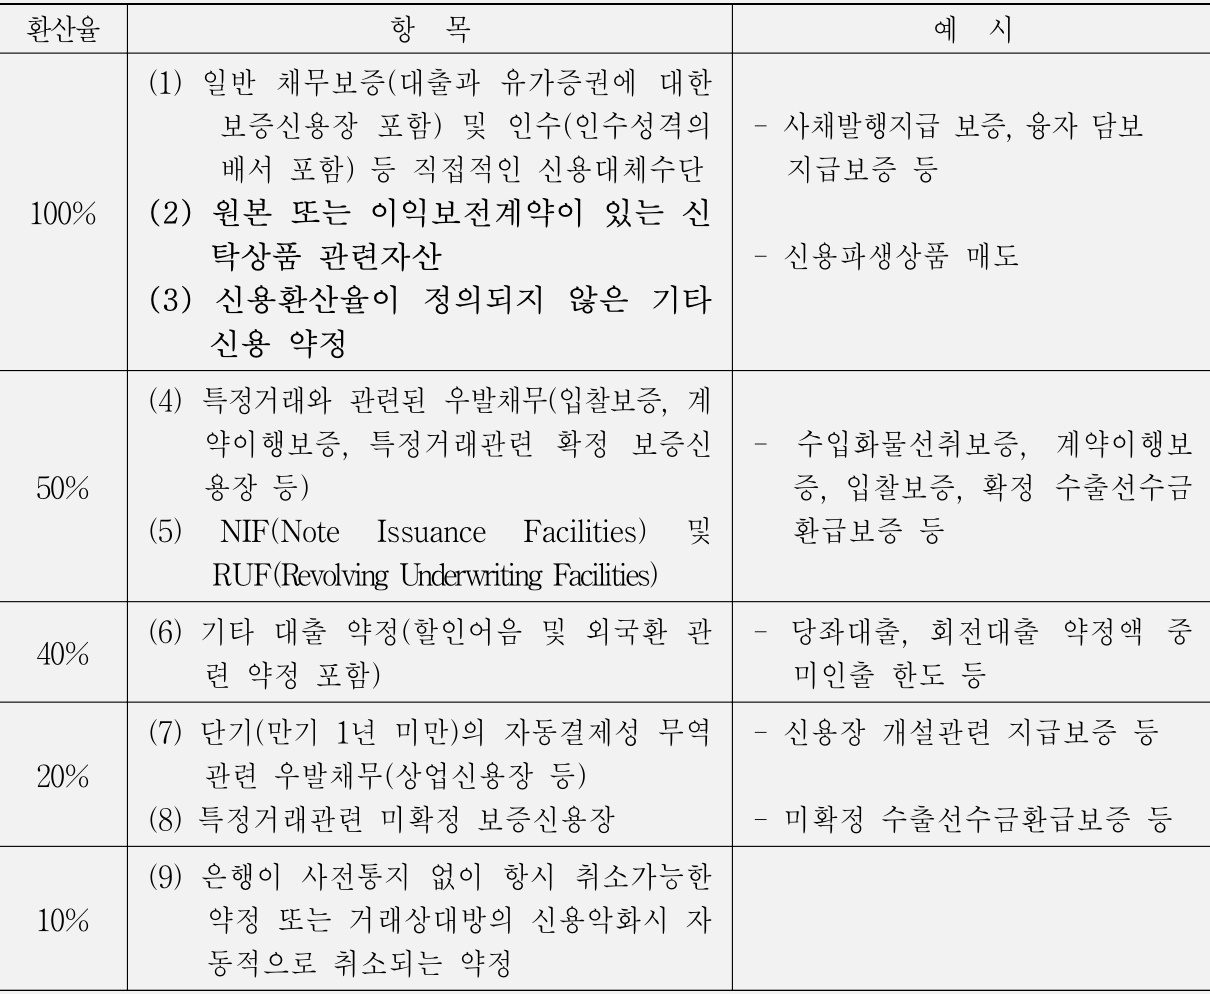 환산율 항 목 예 시
100%
(1) 일반 채무보증(대출과 유가증권에 대한
보증신용장 포함) 및 인수(인수성격의
배서 포함) 등 직접적인 신용대체수단
(2) 원본 또는 이익보전계약이 있는 신
탁상품 관련자산
(3) 신용환산율이 정의되지 않은 기타
신용 약정
- 사채발행지급 보증, 융자 담보
지급보증 등
- 신용파생상품 매도
50%
(4) 특정거래와 관련된 우발채무(입찰보증, 계
약이행보증, 특정거래관련 확정 보증신
용장 등)
(5) NIF(Note Issuance Facilities) 및
RUF(Revolving Underwriting Facilities)
- 수입화물선취보증, 계약이행보
증, 입찰보증, 확정 수출선수금
환급보증 등
40%
(6) 기타 대출 약정(할인어음 및 외국환 관
련 약정 포함)
- 당좌대출, 회전대출 약정액 중
미인출 한도 등
20%
(7) 단기(만기 1년 미만)의 자동결제성 무역
관련 우발채무(상업신용장 등)
(8) 특정거래관련 미확정 보증신용장
- 신용장 개설관련 지급보증 등
- 미확정 수출선수금환급보증 등
10%
(9) 은행이 사전통지 없이 항시 취소가능한
약정 또는 거래상대방의 신용악화시 자
동적으로 취소되는 약정